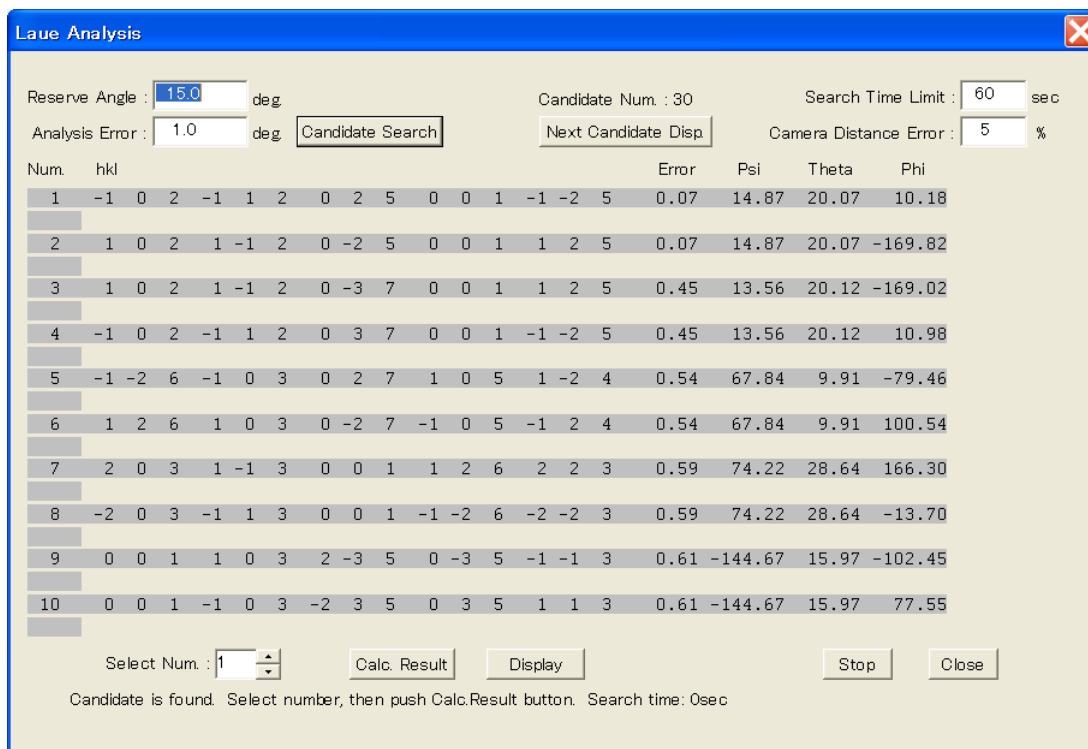 Laue Analysis
Reserve Angle : 15.0 deg. Candidate Num. : 30 Search Time Limit : 60 sec
Analysis Error : 1.0 deg. Candidate Search Next Candidate Disp. Camera Distance Error : 5 %
Num. hkl Error Psi Theta Phi
1 -1 0 2 -1 1 2 0 2 5 0 0 1 -1 -2 5 0.07 14.87 20.07 10.18
2 1 0 2 1 -1 2 0 -2 5 0 0 1 1 2 5 0.07 14.87 20.07 -169.82
3 1 0 2 1 -1 2 0 -3 7 0 0 1 1 2 5 0.45 13.56 20.12 -169.02
4 -1 0 2 -1 1 2 0 3 7 0 0 1 -1 -2 5 0.45 13.56 20.12 10.98
5 -1 -2 6 -1 0 3 0 2 7 1 0 5 1 -2 4 0.54 67.84 9.91 -79.46
6 1 2 6 1 0 3 0 -2 7 -1 0 5 -1 2 4 0.54 67.84 9.91 100.54
7 2 0 3 1 -1 3 0 0 1 1 2 6 2 2 3 0.59 74.22 28.64 166.30
8 -2 0 3 -1 1 3 0 0 1 -1 -2 6 -2 -2 3 0.59 74.22 28.64 -13.70
9 0 0 1 1 0 3 2 -3 5 0 -3 5 -1 -1 3 0.61 -144.67 15.97 -102.45
10 0 0 1 -1 0 3 -2 3 5 0 3 5 1 1 3 0.61 -144.67 15.97 77.55
Select Num. : 1 Calc. Result Display Stop Close
Candidate is found. Select number, then push Calc.Result button. Search time: 0sec